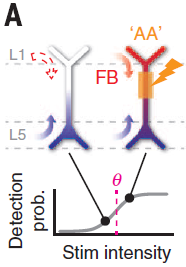 A
'AA'
L1
FB
L5
θ
Detection
prob.
Stim intensity